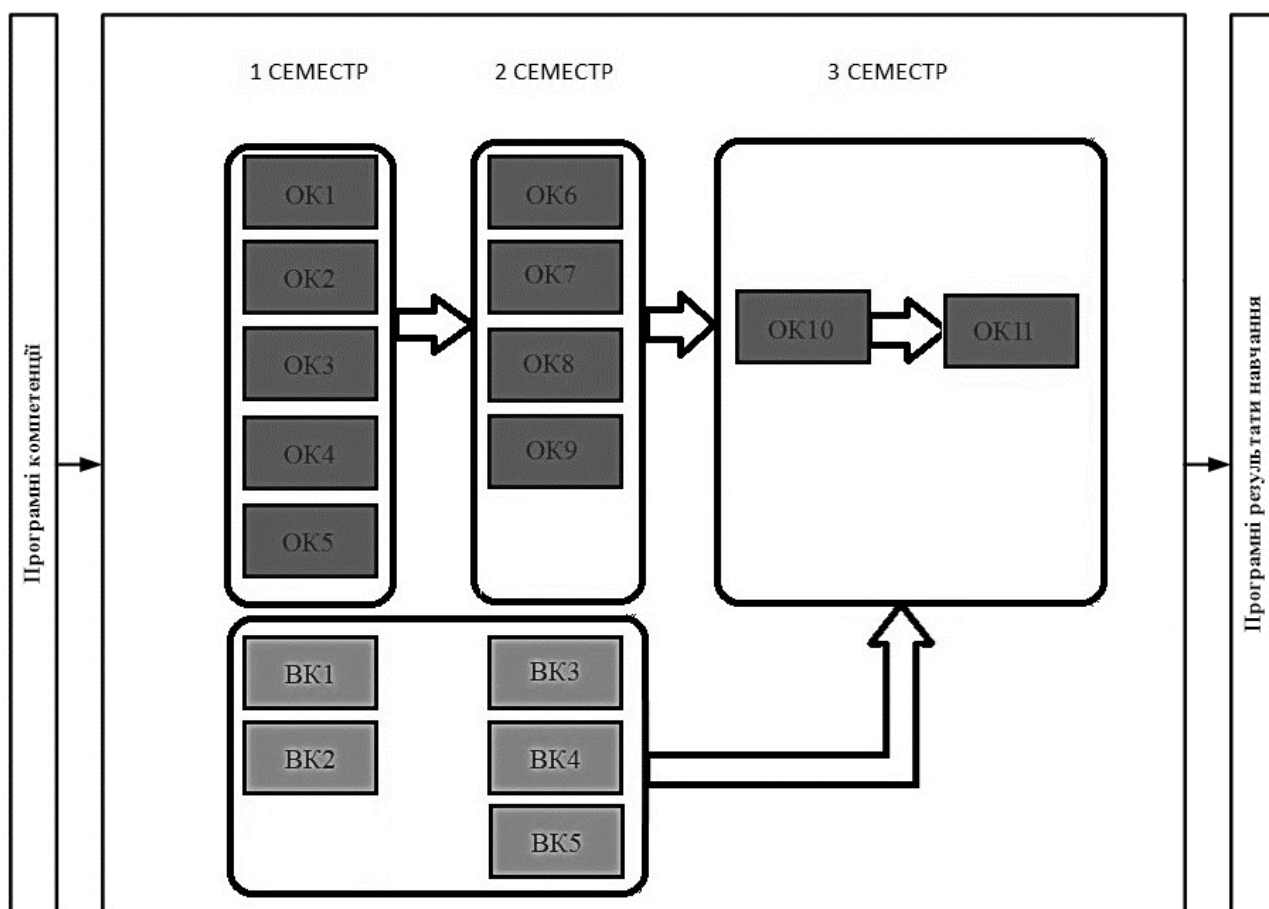 Програмні компетенції
1 СЕМЕСТР
2 СЕМЕСТР
3 СЕМЕСТР
ОК1
ОК2
ОК3
ОК4
ОК5
ОК6
ОК7
ОК8
ОК9
ОК10
ОК11
ВК1
ВК2
ВК3
ВК4
ВК5
Програмні результати навчання